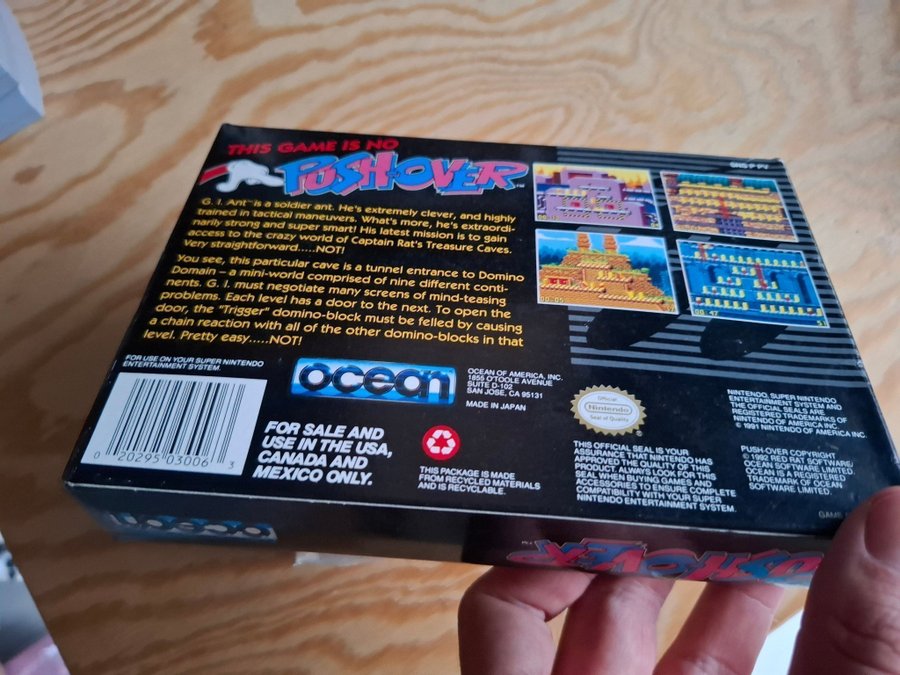 THIS GAME IS NO
PUSH-OVER™
G. I. Ant™ is a soldier ant. He's extremely clever, and highly
trained in tactical maneuvers. What's more, he's extraordi-
narily strong and super smart! His latest mission is to gain
access to the crazy world of Captain Rat's Treasure Caves.
Very straightforward.....NOT!
You see, this particular cave is a tunnel entrance to Domino
Domain – a mini-world comprised of nine different conti-
nents. G. I. must negotiate many screens of mind-teasing
problems. Each level has a door to the next. To open the
door, the "Trigger" domino-block must be felled by causing
a chain reaction with all of the other domino-blocks in that
level. Pretty easy.....NOT!
SNS-P-PV
00:05
00:47
FOR USE ON YOUR SUPER NINTENDO
ENTERTAINMENT SYSTEM.
0 20295 03006 3
ocean
OCEAN OF AMERICA, INC.
1855 O'TOOLE AVENUE
SUITE D-102
SAN JOSE, CA 95131
MADE IN JAPAN
FOR SALE AND
USE IN THE USA,
CANADA AND
MEXICO ONLY.
THIS PACKAGE IS MADE
FROM RECYCLED MATERIALS
AND IS RECYCLABLE.
Official
Nintendo
Seal of Quality
THIS OFFICIAL SEAL IS YOUR
ASSURANCE THAT NINTENDO HAS
APPROVED THE QUALITY OF THIS
PRODUCT. ALWAYS LOOK FOR THIS
SEAL WHEN BUYING GAMES AND
ACCESSORIES TO ENSURE COMPLETE
COMPATIBILITY WITH YOUR SUPER
NINTENDO ENTERTAINMENT SYSTEM.
NINTENDO, SUPER NINTENDO
ENTERTAINMENT SYSTEM AND
THE OFFICIAL SEALS ARE
REGISTERED TRADEMARKS OF
NINTENDO OF AMERICA INC.
© 1991 NINTENDO OF AMERICA INC.
PUSH-OVER COPYRIGHT
© 1992 RED RAT SOFTWARE/
OCEAN SOFTWARE LIMITED.
OCEAN IS A REGISTERED
TRADEMARK OF OCEAN
SOFTWARE LIMITED.
GAME
ocean
PUSH-OVER